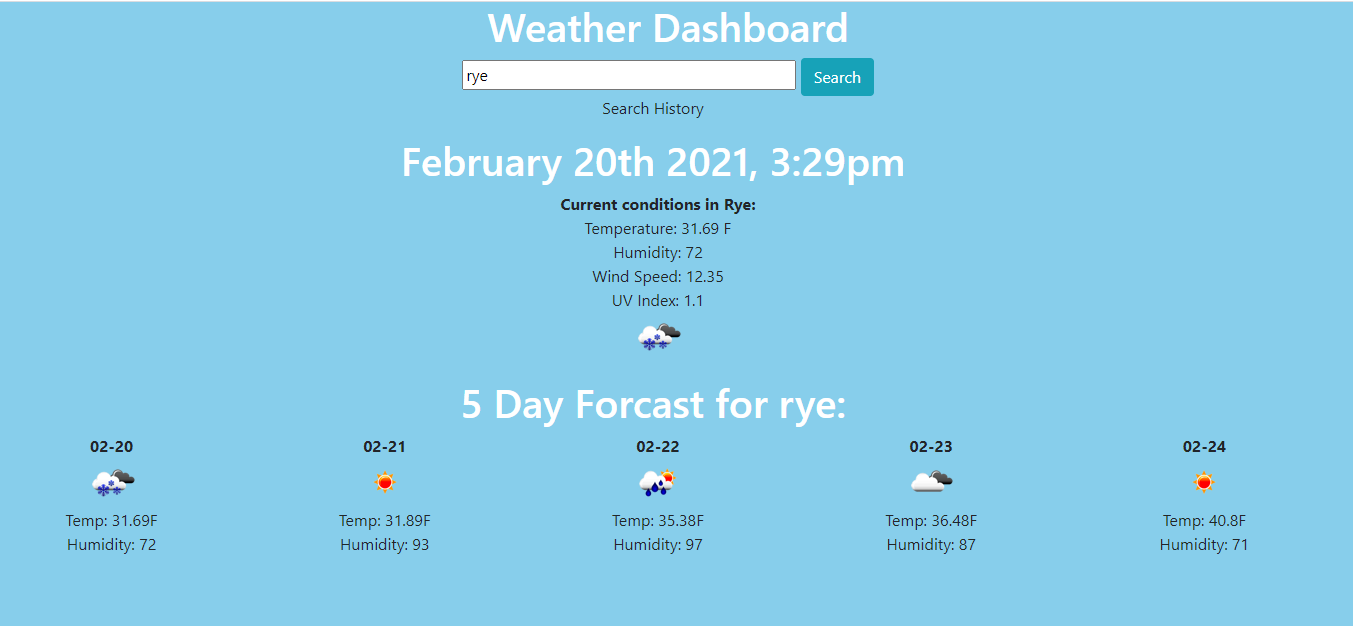 Weather Dashboard
rye
Search
Search History
February 20th 2021, 3:29pm
Current conditions in Rye:
Temperature: 31.69 F
Humidity: 72
Wind Speed: 12.35
UV Index: 1.1
5 Day Forcast for rye:
02-20
Temp: 31.69F
Humidity: 72
02-21
Temp: 31.89F
Humidity: 93
02-22
Temp: 35.38F
Humidity: 97
02-23
Temp: 36.48F
Humidity: 87
02-24
Temp: 40.8F
Humidity: 71